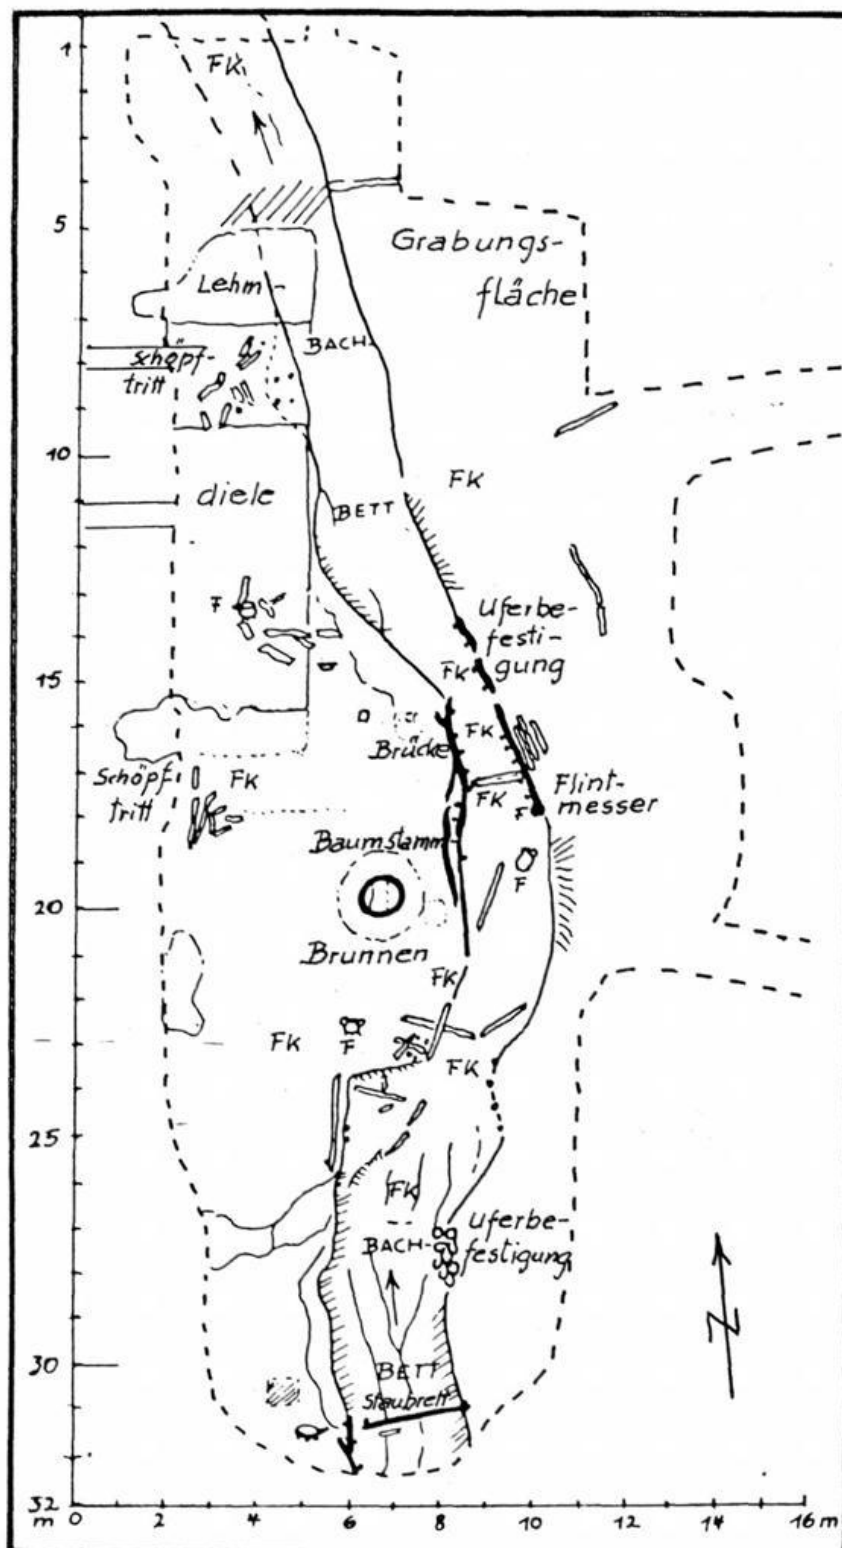 1
FK
5
Grabungs-
fläche
Lehm-
BACH-
Schöpf-
tritt
10
FK
diele
BETT
F
Uferbe-
festi-
gung
FK
15
FK
Brücke
Schöpf
tritt
FK
FK
Flint-
messer
F
Baumstamm
F
20
Brunnen
FK
FK
F
FK
25
FK
Uferbe-
festigung
BACH-
N
30
BETT
Staubrett
32
m
0
2
4
6
8
10
12
14
16 m